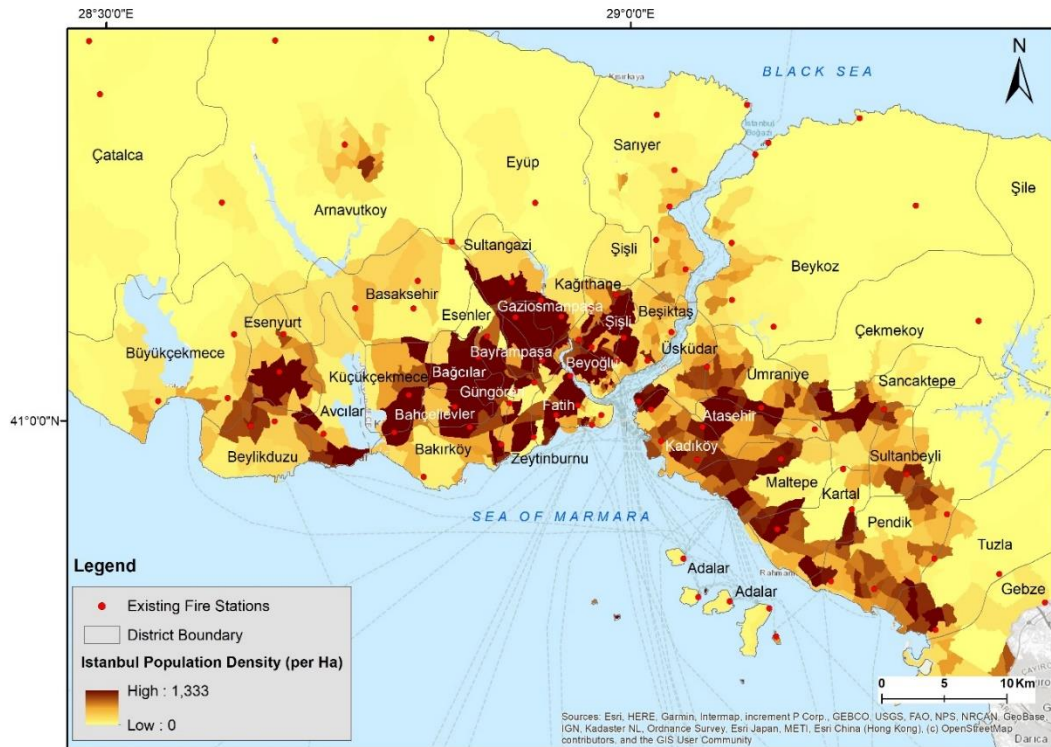 28°30'0"E
29°0'0"E
N
BLACK SEA
Kısırkaya
İstanbul
Boğazı
Sarıyer
Çatalca
Eyüp
Şile
Arnavutkoy
Sultangazi
Şişli
Beykoz
Kağıthane
Basaksehir
Gaziosmanpaşa
Beşiktaş
Esenyurt
Esenler
Şişli
Çekmekoy
Büyükçekmece
Bayrampaşa
Beyoğlu
Üsküdar
Küçükçekmece
Bağcılar
Ümraniye
Sancaktepe
Güngören
41°0'0"N
Avcılar
Bahçelievler
Fatih
Atasehir
Kadıköy
Beylikduzu
Bakırköy
Zeytinburnu
Sultanbeyli
Maltepe
Kartal
SEA OF MARMARA
Pendik
Tuzla
Adalar
Gebze
Adalar
Legend
Existing Fire Stations
District Boundary
Istanbul Population Density (per Ha)
High : 1,333
Low : 0
0 5 10 Km
Sources: Esri, HERE, Garmin, Intermap, increment P Corp., GEBCO, USGS, FAO, NPS, NRCAN, GeoBase,
IGN, Kadaster NL, Ordnance Survey, Esri Japan, METI, Esri China (Hong Kong), (c) OpenStreetMap
contributors, and the GIS User Community
Darıca